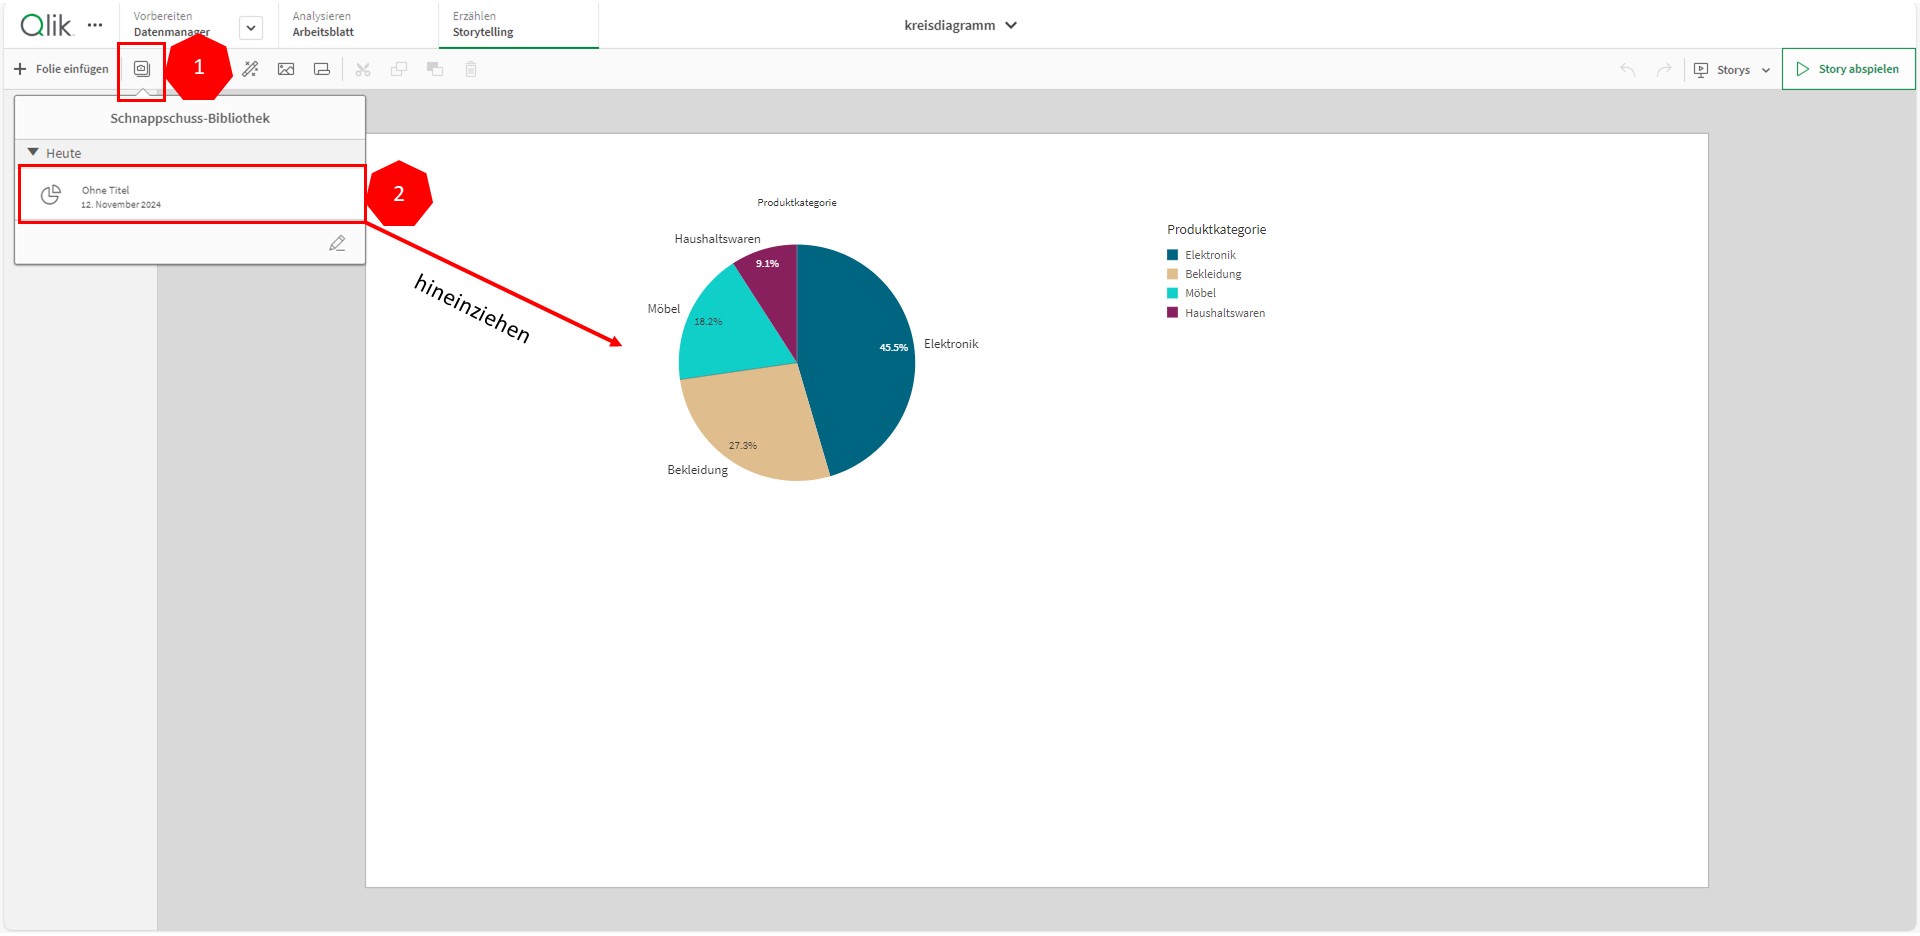 Qlik
Vorbereiten
Datenmanager
Analysieren
Arbeitsblatt
Erzählen
Storytelling
kreisdiagramm
Folie einfügen
1
Storys
Story abspielen
Schnappschuss-Bibliothek
Heute
Ohne Titel
12. November 2024
2
hineinziehen
Produktkategorie
Haushaltswaren
9.1%
Möbel
18.2%
45.5%
Elektronik
27.3%
Bekleidung
Produktkategorie
Elektronik
Bekleidung
Möbel
Haushaltswaren